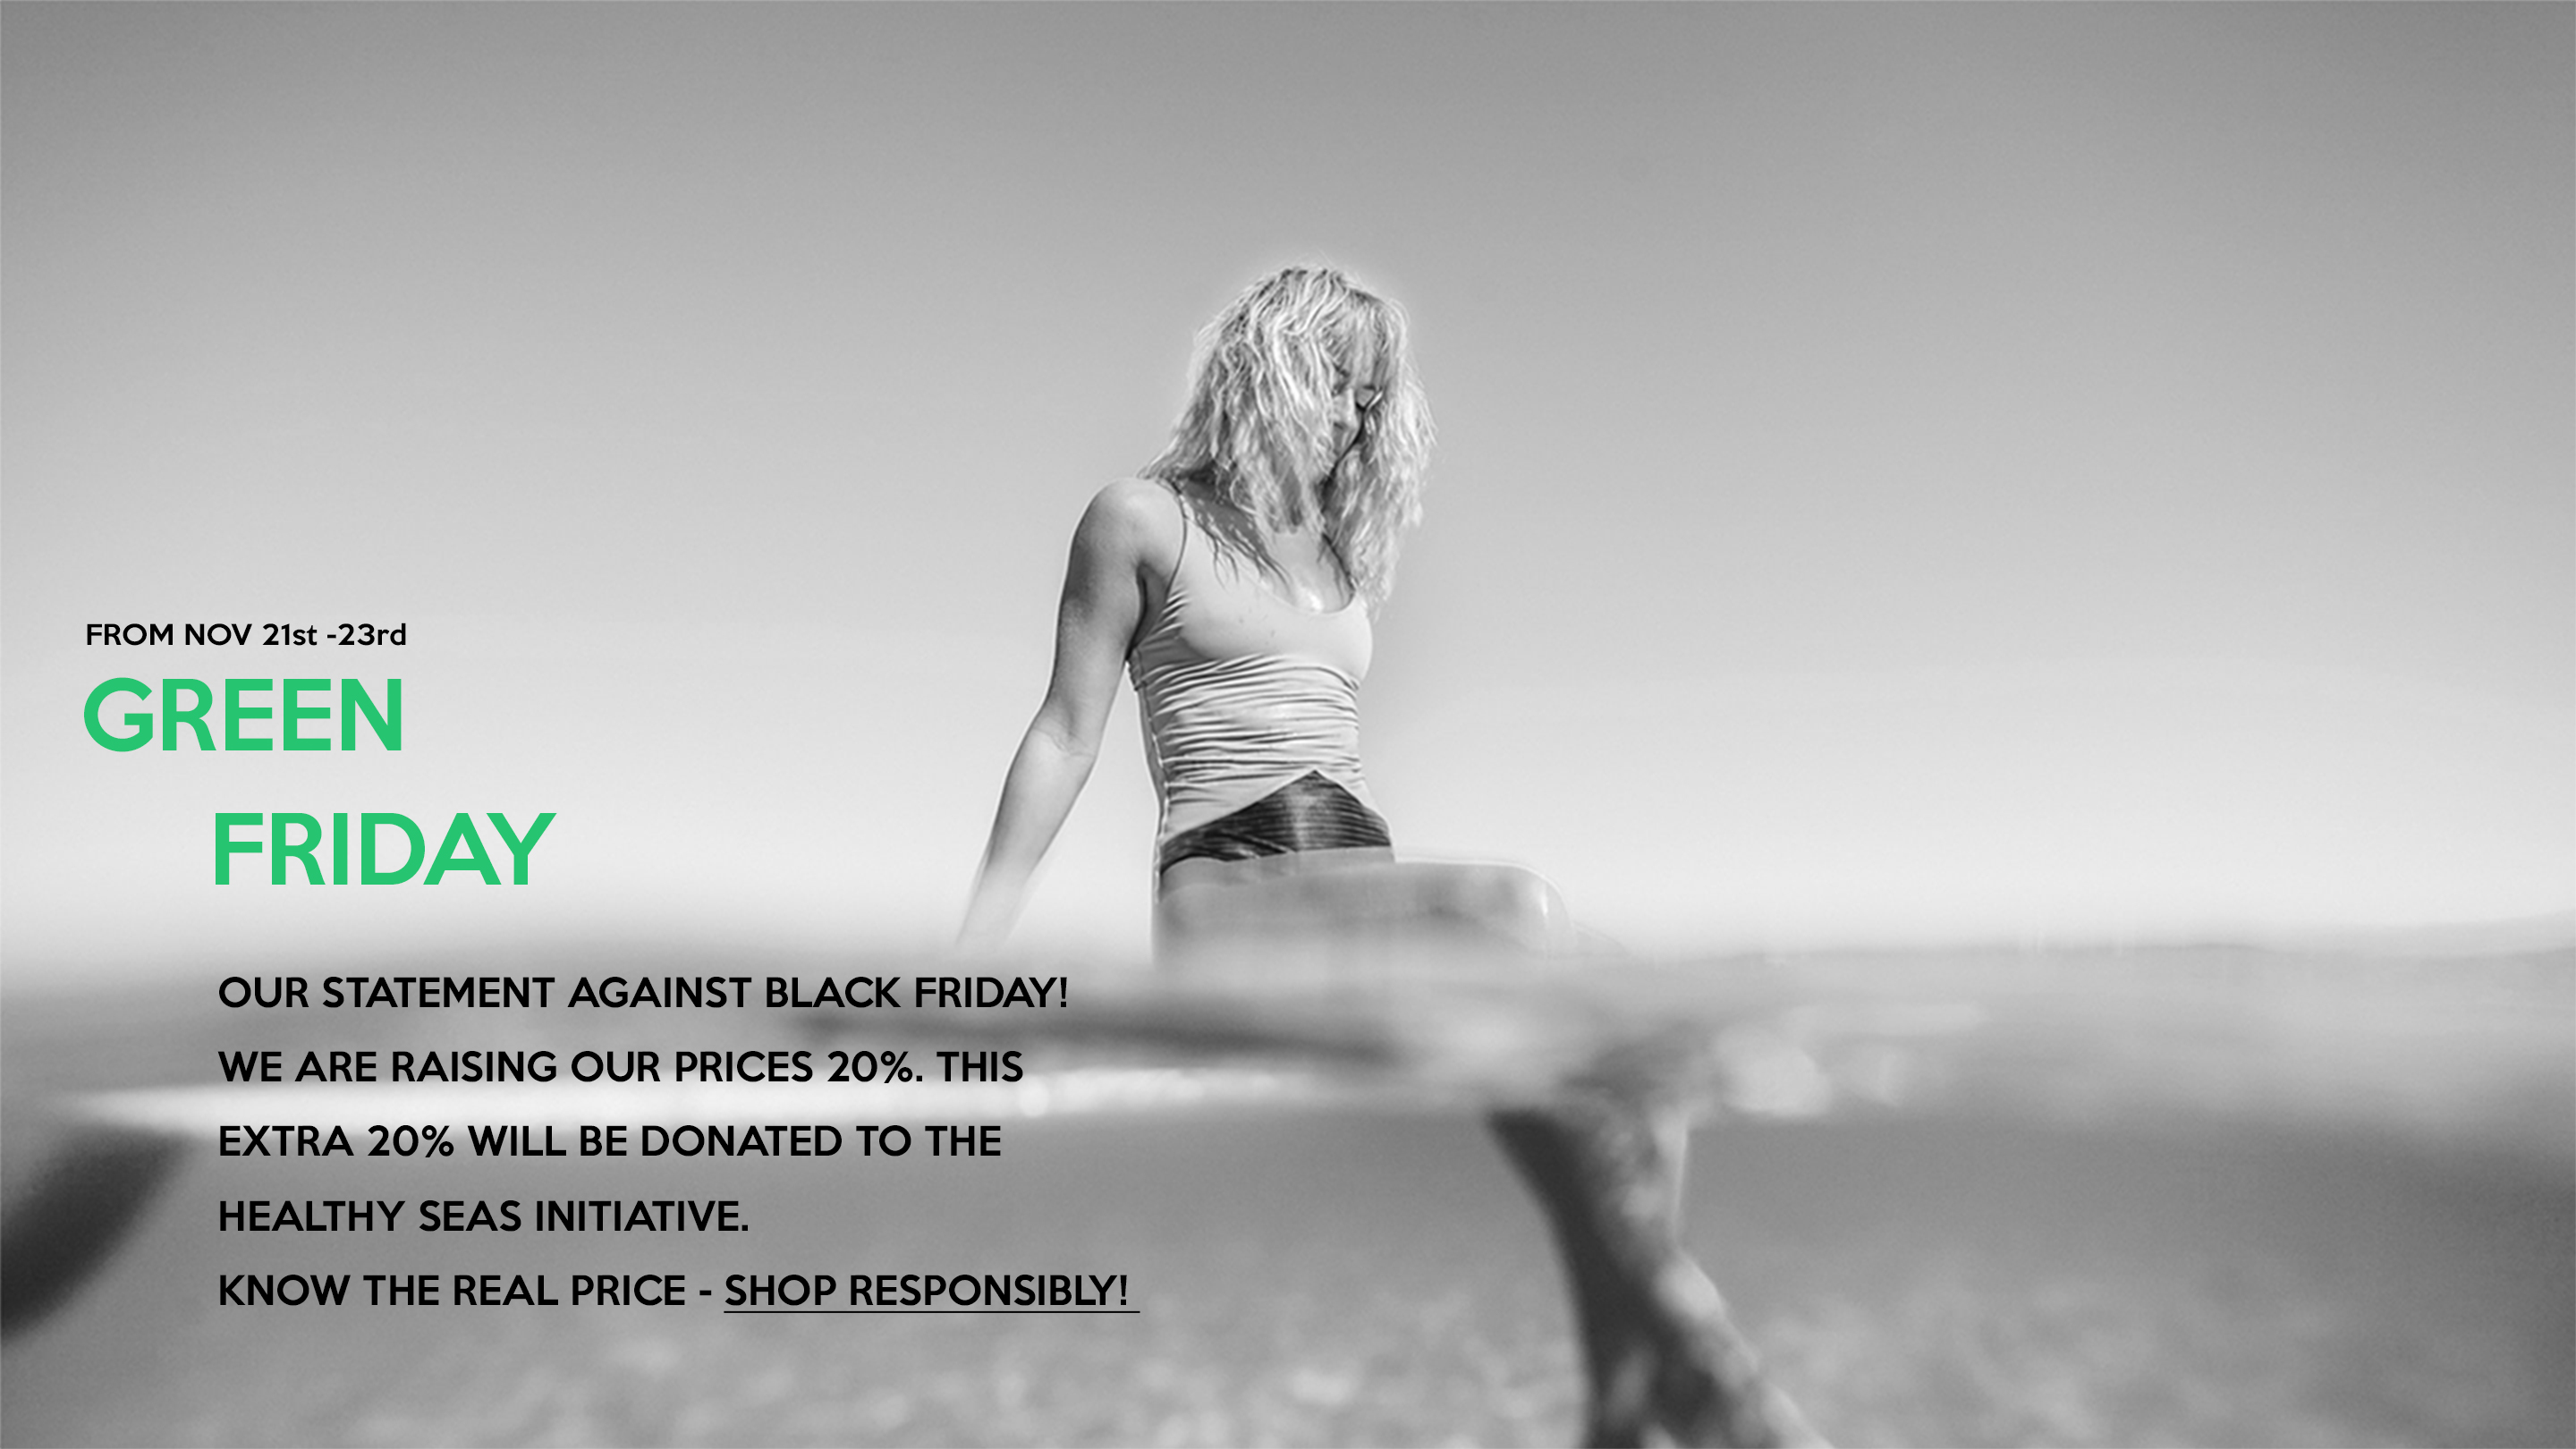 FROM NOV 21st -23rd
GREEN
FRIDAY
OUR STATEMENT AGAINST BLACK FRIDAY!
WE ARE RAISING OUR PRICES 20%. THIS
EXTRA 20% WILL BE DONATED TO THE
HEALTHY SEAS INITIATIVE.
KNOW THE REAL PRICE - SHOP RESPONSIBLY!